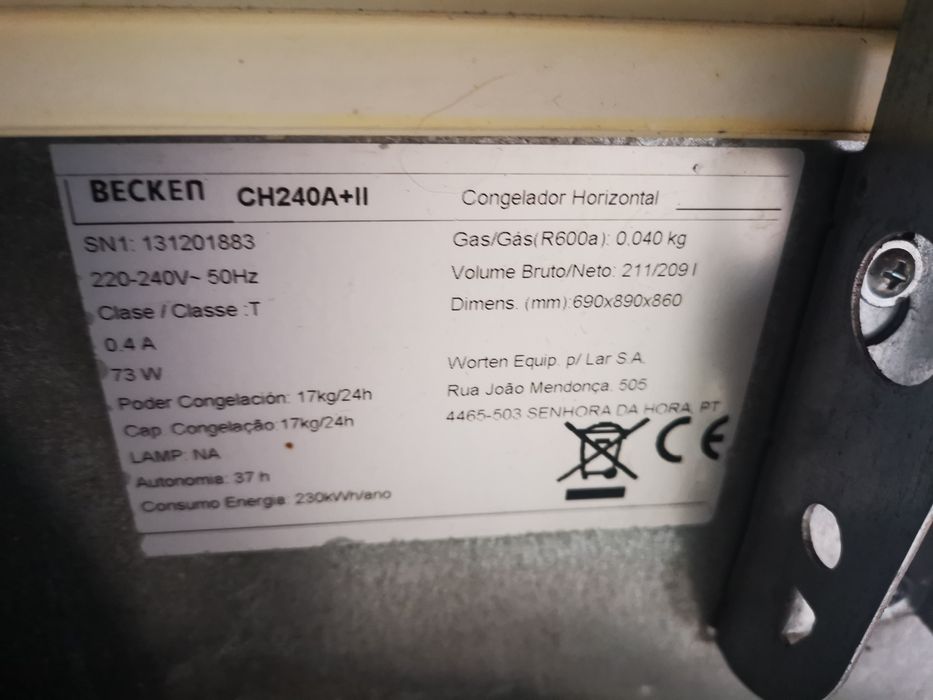 BECKEN CH240A+II Congelador Horizontal
SN1: 131201883
220-240V~ 50Hz
Clase / Classe :T
0.4 A
73 W
Poder Congelación: 17kg/24h
Cap. Congelação:17kg/24h
LAMP: NA
Autonomia: 37 h
Consumo Energia: 230kWh/ano
Gas/Gás(R600a): 0.040 kg
Volume Bruto/Neto: 211/209 l
Dimens. (mm):690x890x860
Worten Equip. p/ Lar S.A.
Rua João Mendonça, 505
4465-503 SENHORA DA HORA, PT
CE